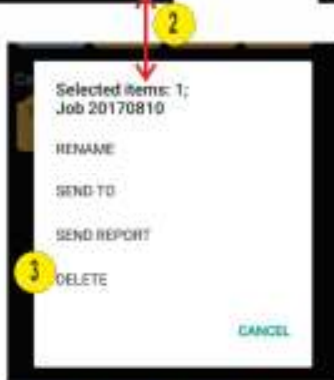 2
Selected items: 1;
Job 20170810
RENAME
SEND TO
SEND REPORT
3
DELETE
CANCEL